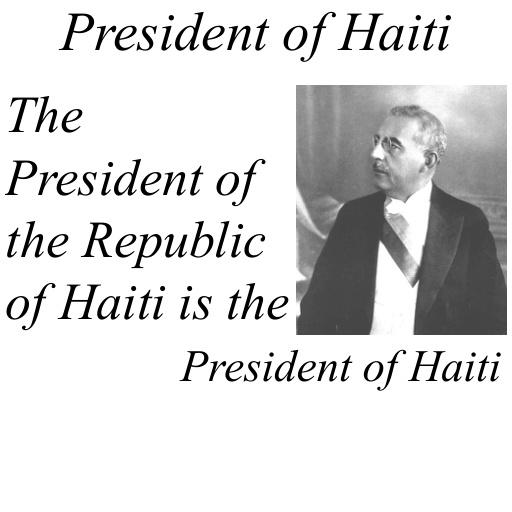 President of Haiti
The
President of
the Republic
of Haiti is the
President of Haiti